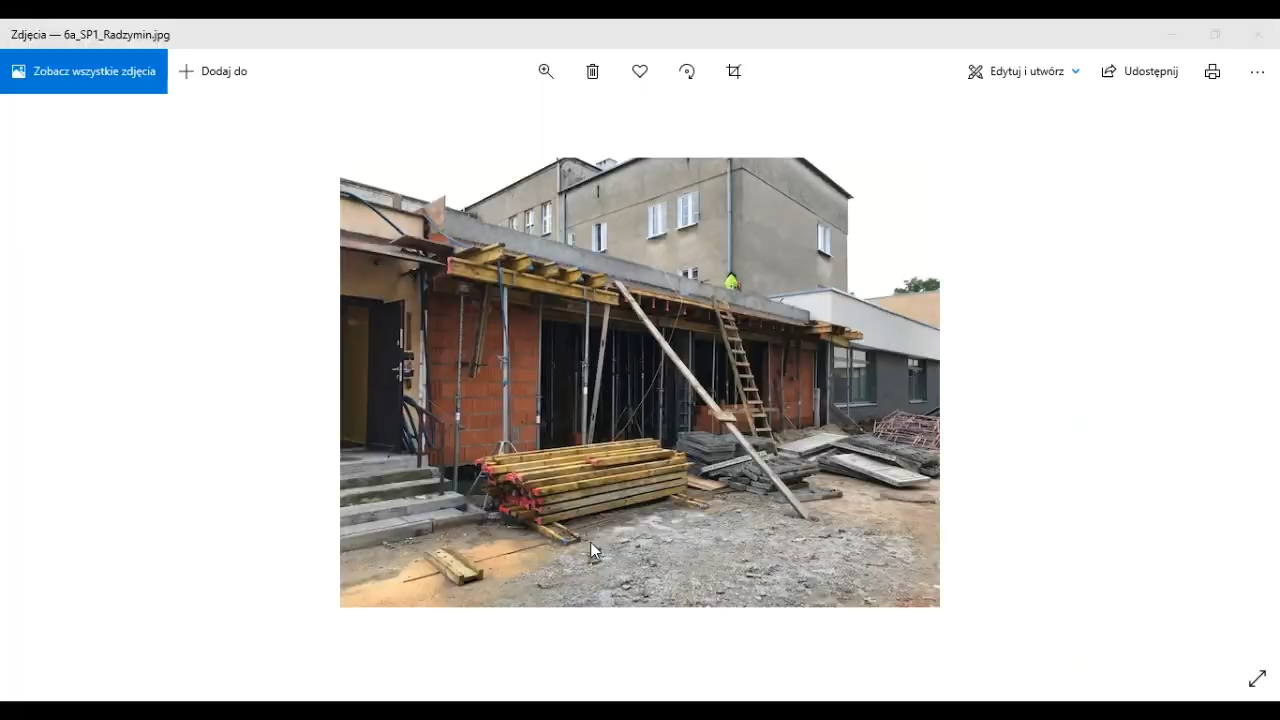 Zdjęcia — 6a_SP1_Radzymin.jpg
Zobacz wszystkie zdjęcia
Dodaj do
Edytuj i utwórz
Udostępnij